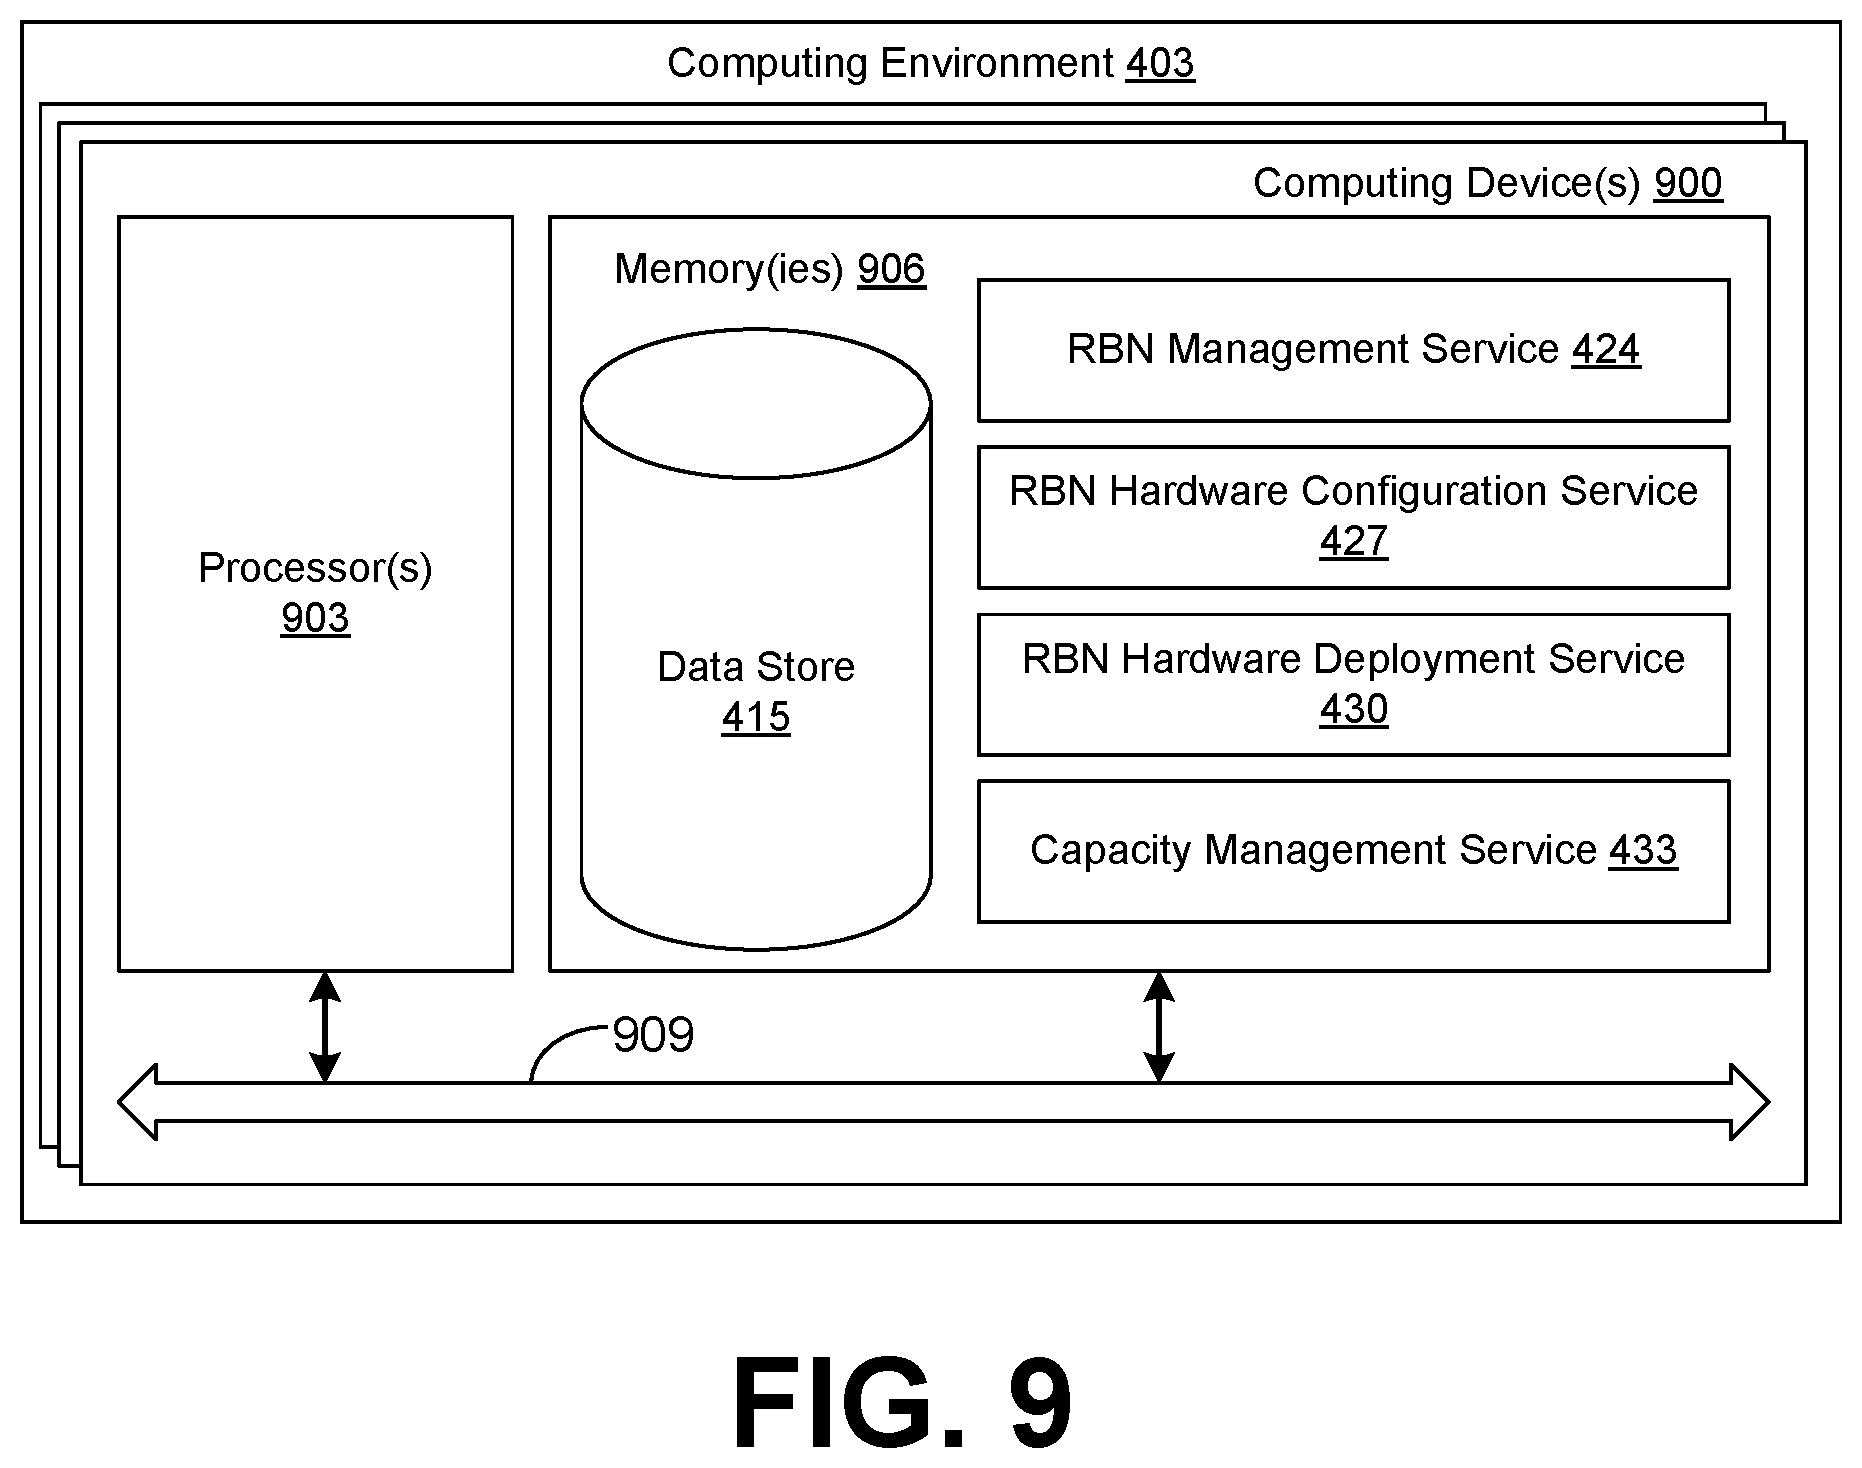 Computing Environment 403
Computing Device(s) 900
Memory(ies) 906
RBN Management Service 424
RBN Hardware Configuration Service
427
Processor(s)
903
Data Store
415
RBN Hardware Deployment Service
430
Capacity Management Service 433
909
FIG. 9